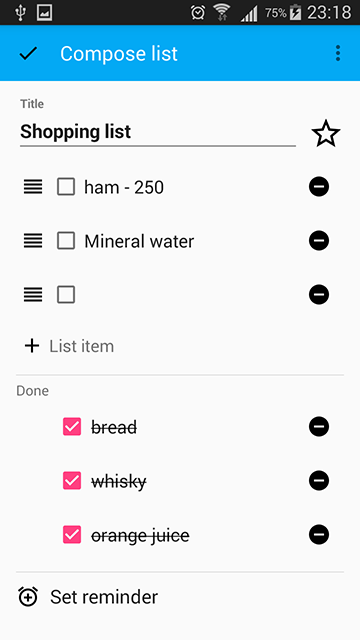 75% 23:18
Compose list
Title
Shopping list
ham - 250
Mineral water
List item
Done
bread
whisky
orange juice
Set reminder